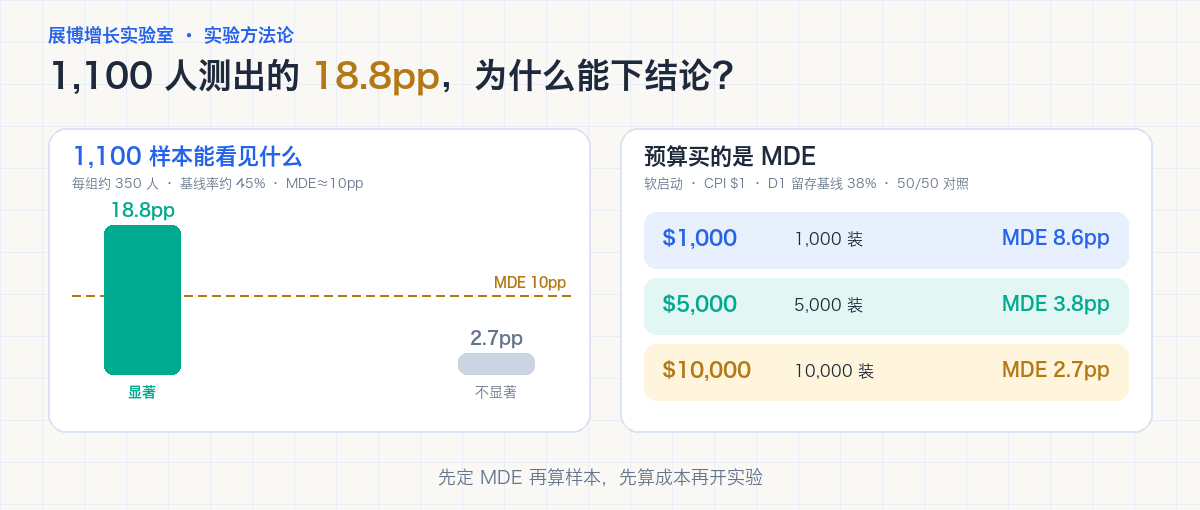 展博增长实验室 · 实验方法论
1,100 人测出的 18.8pp，为什么能下结论？
1,100 样本能看见什么
每组约 350 人 · 基线率约 45% · MDE≈10pp
18.8pp
MDE 10pp
2.7pp
显著
不显著
预算买的是 MDE
软启动 · CPI $1 · D1 留存基线 38% · 50/50 对照
$1,000 1,000 装 MDE 8.6pp
$5,000 5,000 装 MDE 3.8pp
$10,000 10,000 装 MDE 2.7pp
先定 MDE 再算样本，先算成本再开实验